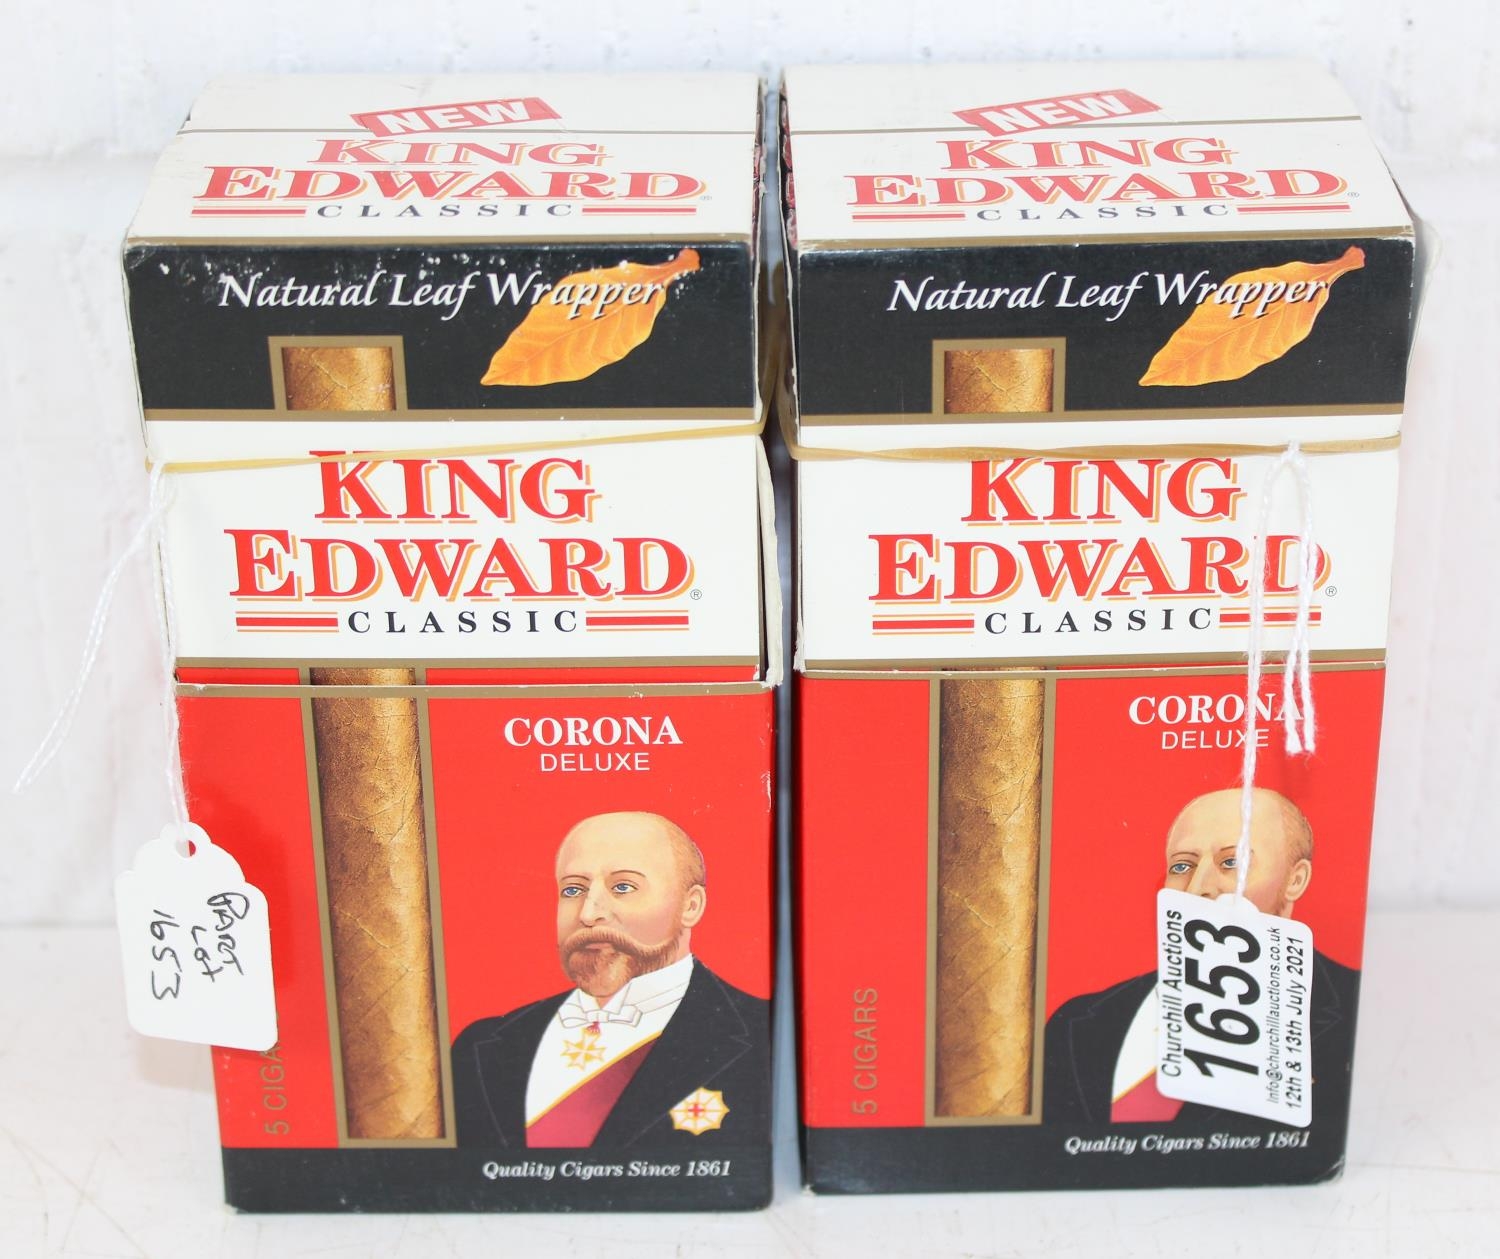 NEW
KING
EDWARD®
CLASSIC
Natural Leaf Wrapper
KING
EDWARD®
CLASSIC
CORONA
DELUXE
5 CIGA
Quality Cigars Since 1861
PART
LOT
1653
NEW
KING
EDWARD®
CLASSIC
Natural Leaf Wrapper
KING
EDWARD®
CLASSIC
CORONA
DELUXE
5 CIGARS
Quality Cigars Since 1861
Churchill Auctions
1653
info@churchillauctions.co.uk
12th & 13th July 2021